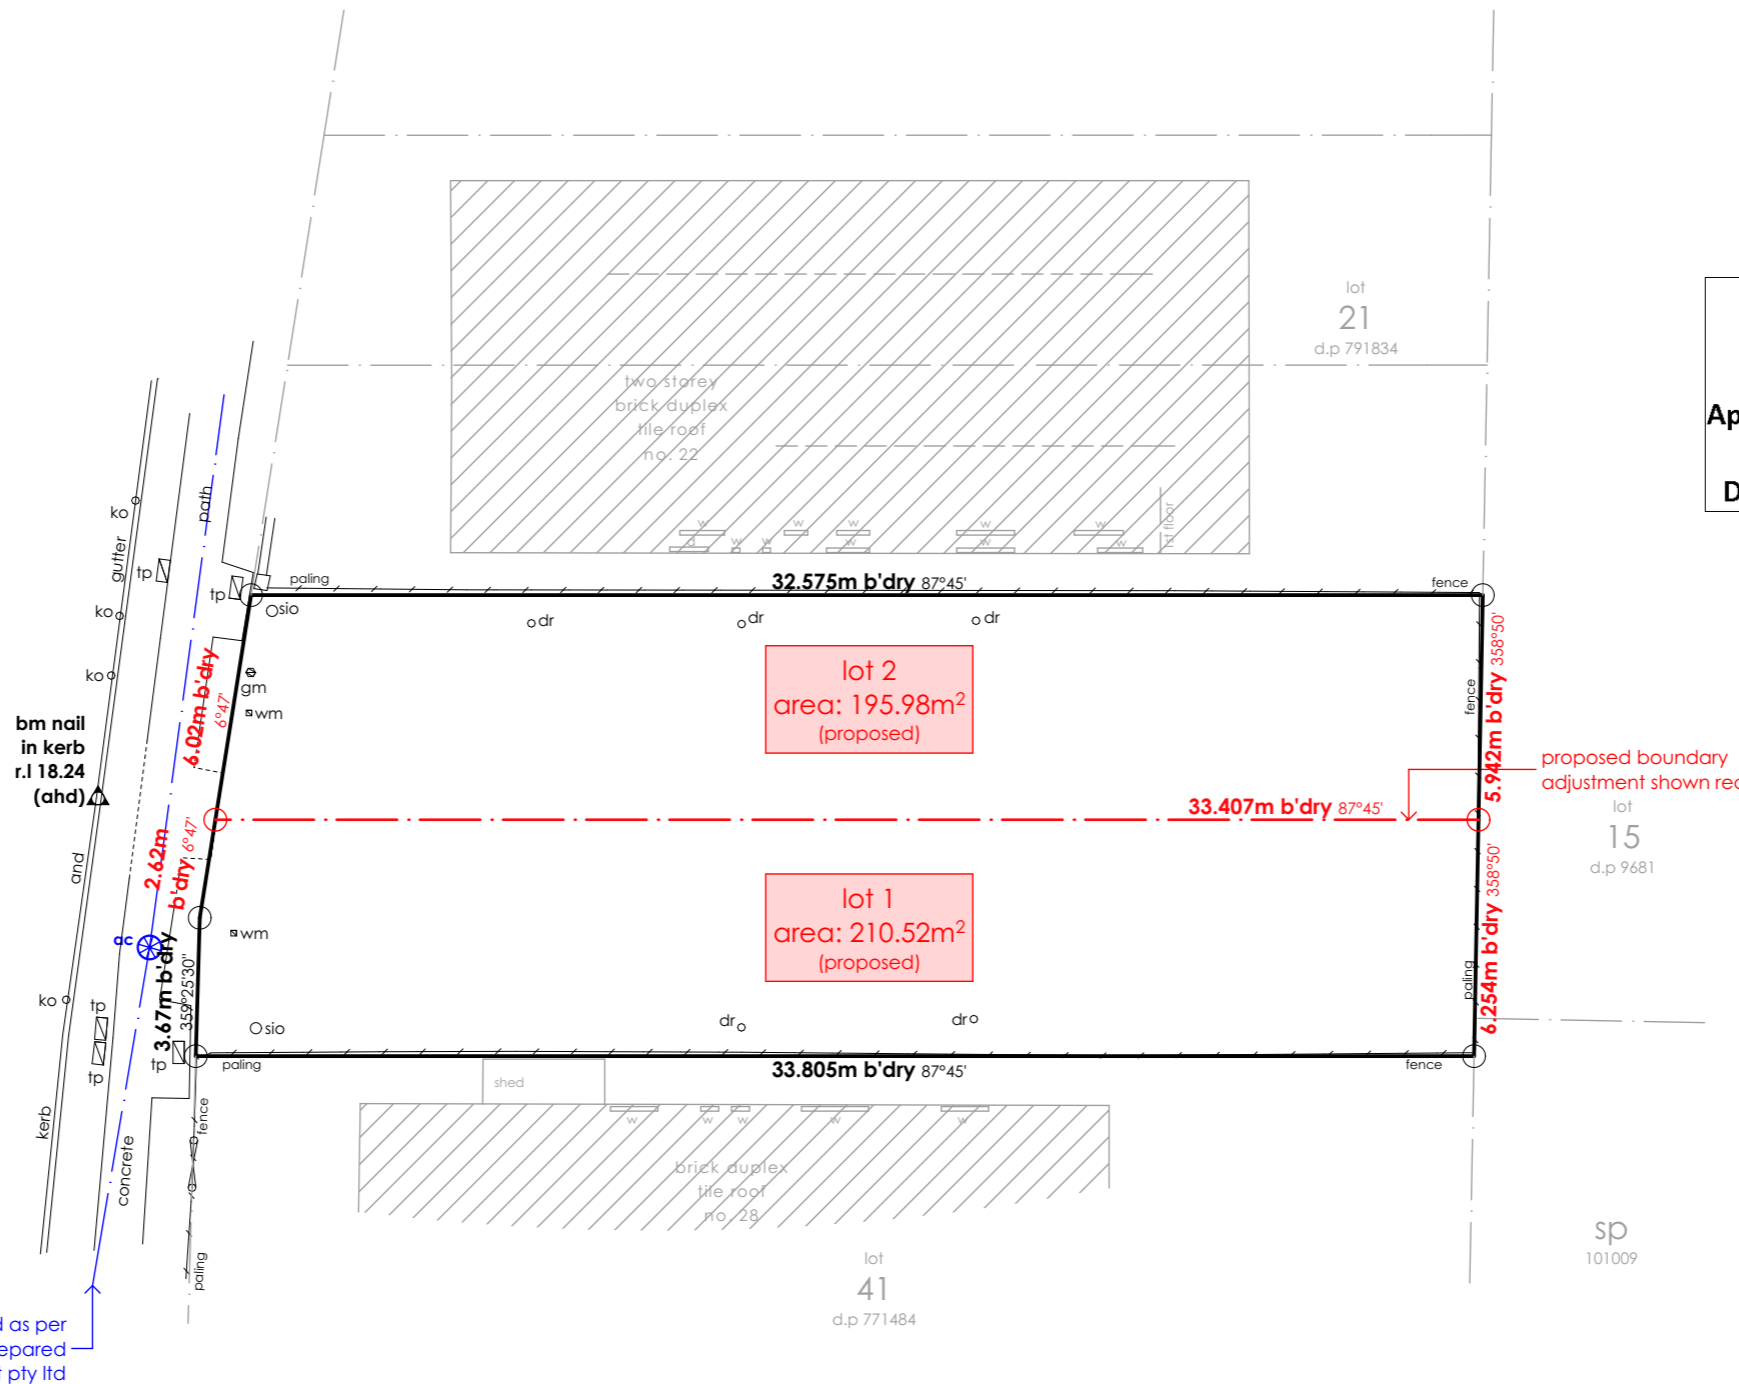 lot
21
d.p 791834
Ap
D
two storey
brick duplex
tile roof
no. 22
w
w
w
w
w
d
w
w
w
w
w
1st floor
path
ko
gutter
tp
ko
ko
tp
paling
32.575m b'dry 87°45'
fence
sio
dr
dr
dr
lot 2
area: 195.98m²
(proposed)
6.02m b'dry
6°47'
gm
wm
fence
5.942m b'dry 358°50'
bm nail
in kerb
r.l 18.24
(ahd)
proposed boundary
adjustment shown red
33.407m b'dry 87°45'
lot
15
d.p 9681
and
2.62m
b'dry 6°47'
lot 1
area: 210.52m²
(proposed)
6.254m b'dry 358°50'
paling
ac
wm
3.67m b'dry
359°25'30"
ko
tp
tp
tp
sio
dr
dr
paling
33.805m b'dry 87°45'
fence
shed
kerb
concrete
fence
w
w
w
w
w
brick duplex
tile roof
no. 28
paling
lot
41
d.p 771484
sp
101009
as per
epared
pty ltd